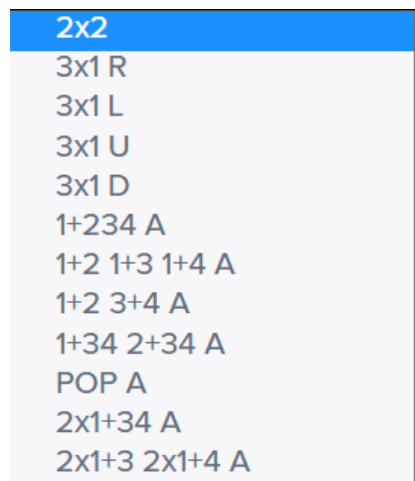 2x2
3x1 R
3x1 L
3x1 U
3x1 D
1+234 A
1+2 1+3 1+4 A
1+2 3+4 A
1+34 2+34 A
POP A
2x1+34 A
2x1+3 2x1+4 A